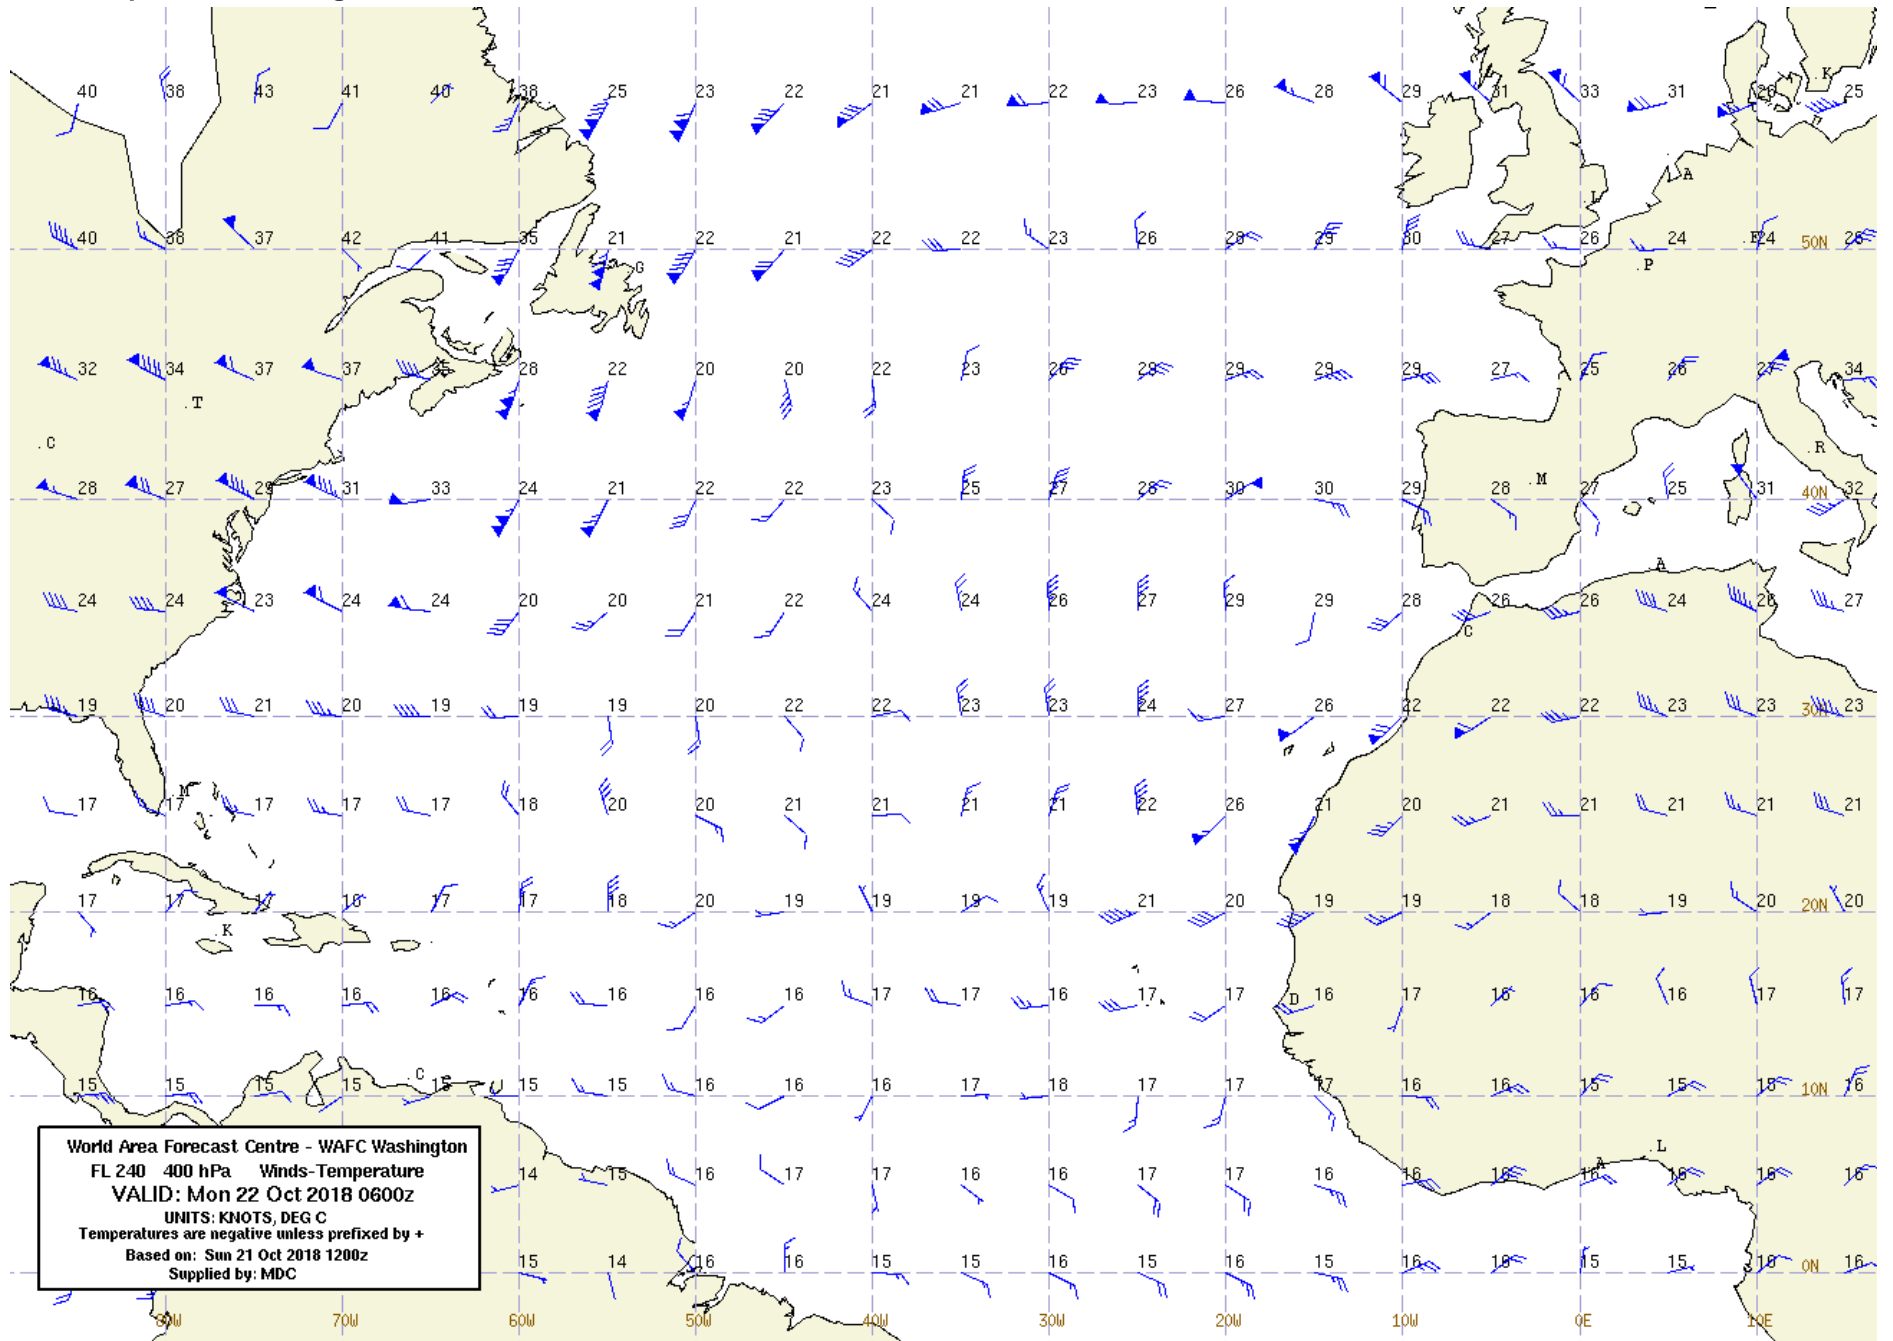 .K
40 38 43 41 40 38 25 23 22 21 21 22 23 26 28 29 31 33 31 26 25
A
L
40 38 37 42 41 35 21 22 21 22 22 23 26 28 29 30 27 26 24 .F 24 50N 26
G
.P
32 34 37 37 35 28 22 20 20 22 23 26 28 29 29 29 27 25 26 27 34
.T
.C
.R
.M
28 27 29 31 33 24 21 22 22 23 25 27 26 30 30 29 28 27 25 31 40N 32
.A
24 24 23 24 24 20 20 21 22 24 24 26 27 29 29 28 26 26 24 26 27
.C
19 20 21 20 19 19 19 20 22 22 23 23 24 27 26 22 22 22 23 23 30N 23
.M
17 17 17 17 17 18 20 20 21 21 21 21 22 26 21 20 21 21 21 21 21
17 17 17 16 17 17 18 20 19 19 19 19 21 20 19 19 18 18 19 20 20N 20
.K
D
16 16 16 16 16 16 16 16 16 17 17 16 17 17 16 17 16 16 16 17 17
.C
15 15 15 15 15 15 15 16 16 16 17 18 17 17 17 16 16 15 15 15 10N 16
.L
A
14 15 16 17 17 16 16 16 17 16 16 16 16 16 16 16
15 14 16 16 15 15 16 16 16 15 16 16 15 15 16 0N 16
World Area Forecast Centre - WAFC Washington
FL 240 400 hPa Winds-Temperature
VALID: Mon 22 Oct 2018 0600z
UNITS: KNOTS, DEG C
Temperatures are negative unless prefixed by +
Based on: Sun 21 Oct 2018 1200z
Supplied by: MDC
80W 70W 60W 50W 40W 30W 20W 10W 0E 10E